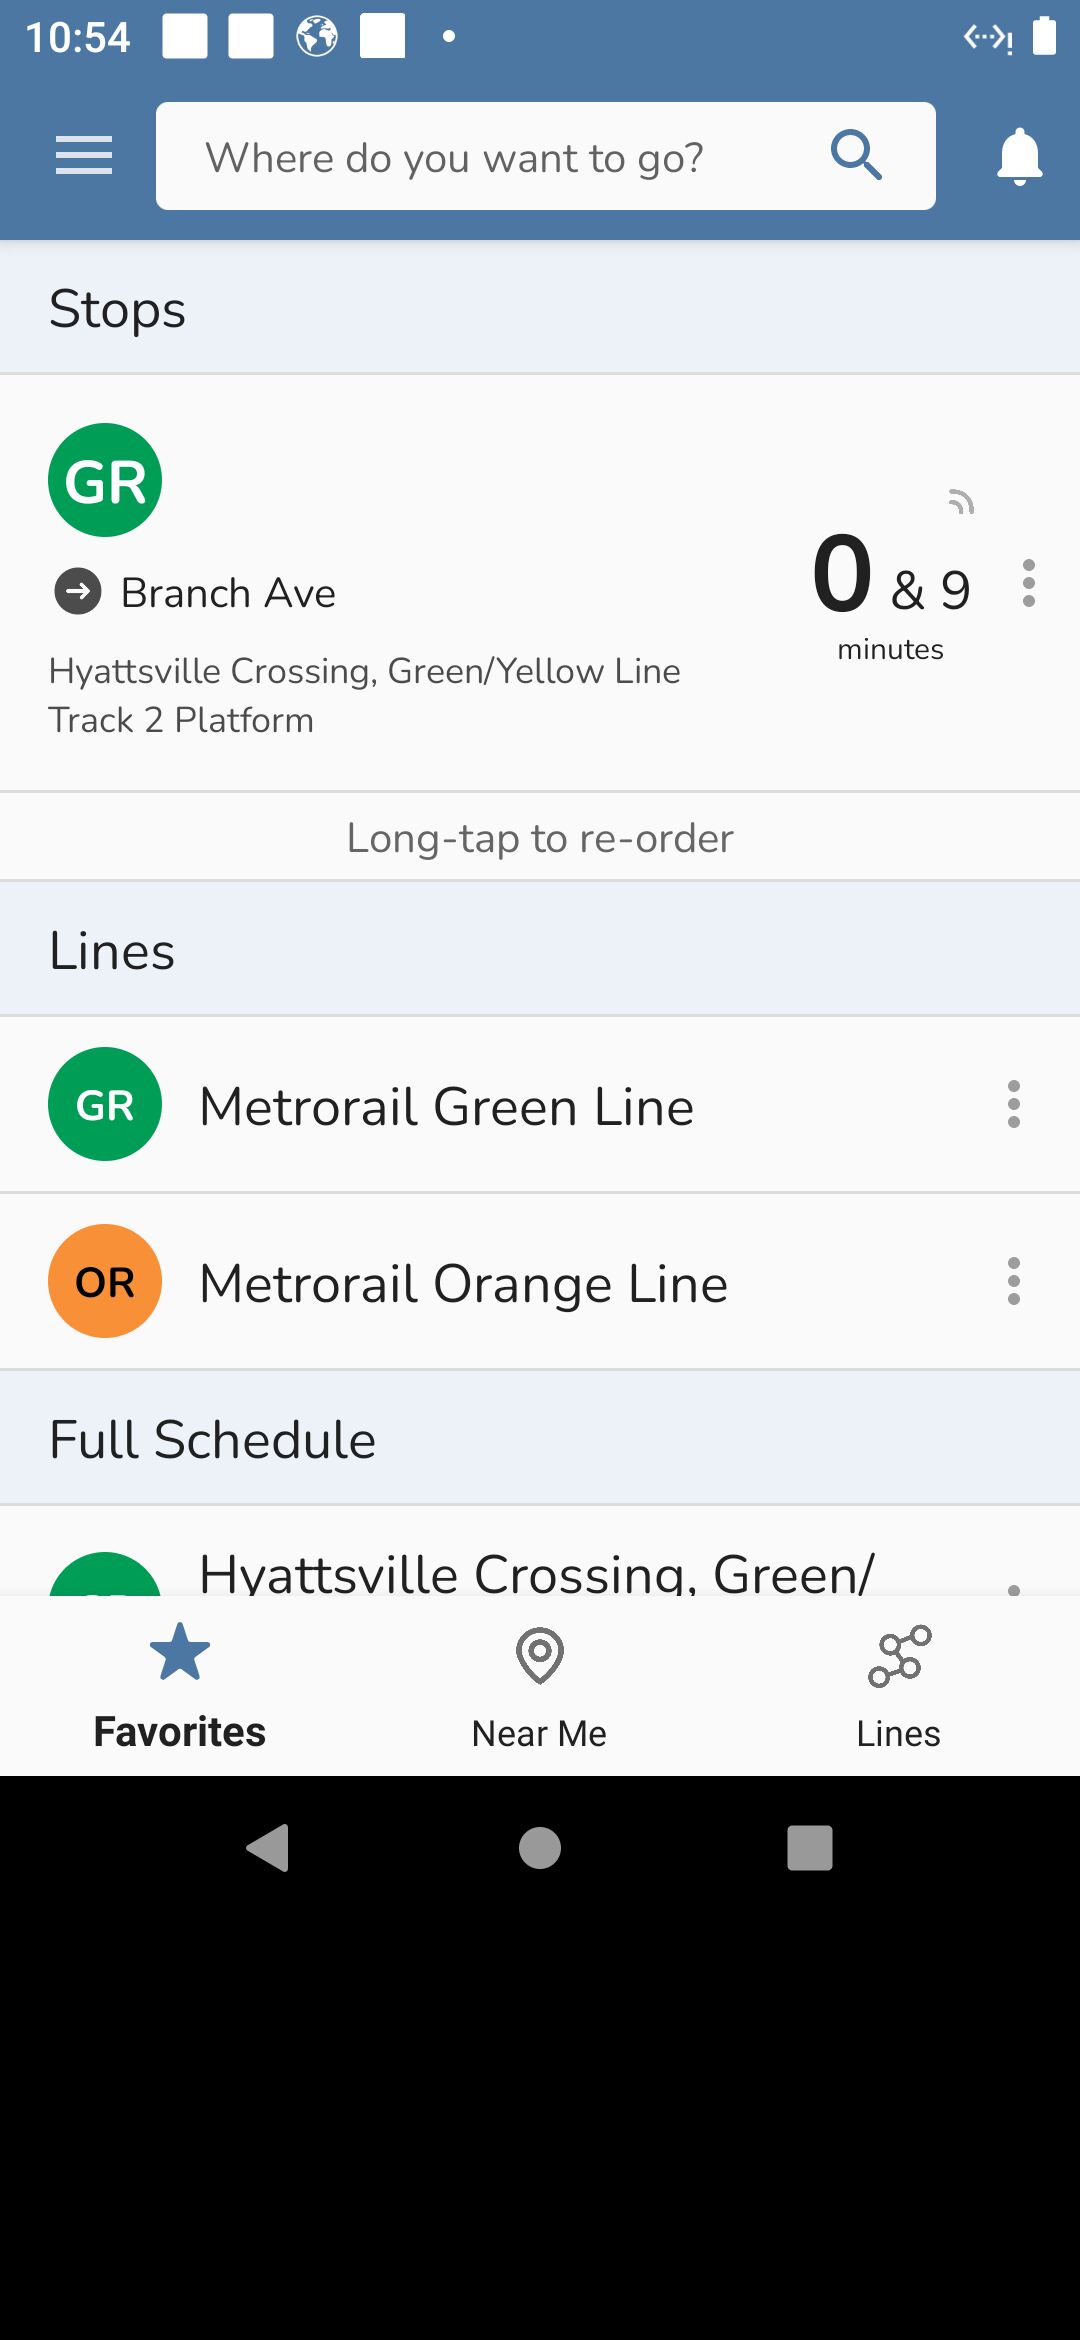 10:54
Where do you want to go?
Stops
GR
Branch Ave
0 & 9
minutes
Hyattsville Crossing, Green/Yellow Line
Track 2 Platform
Long-tap to re-order
Lines
GR
Metrorail Green Line
OR
Metrorail Orange Line
Full Schedule
Hyattsville Crossing, Green/
Favorites
Near Me
Lines